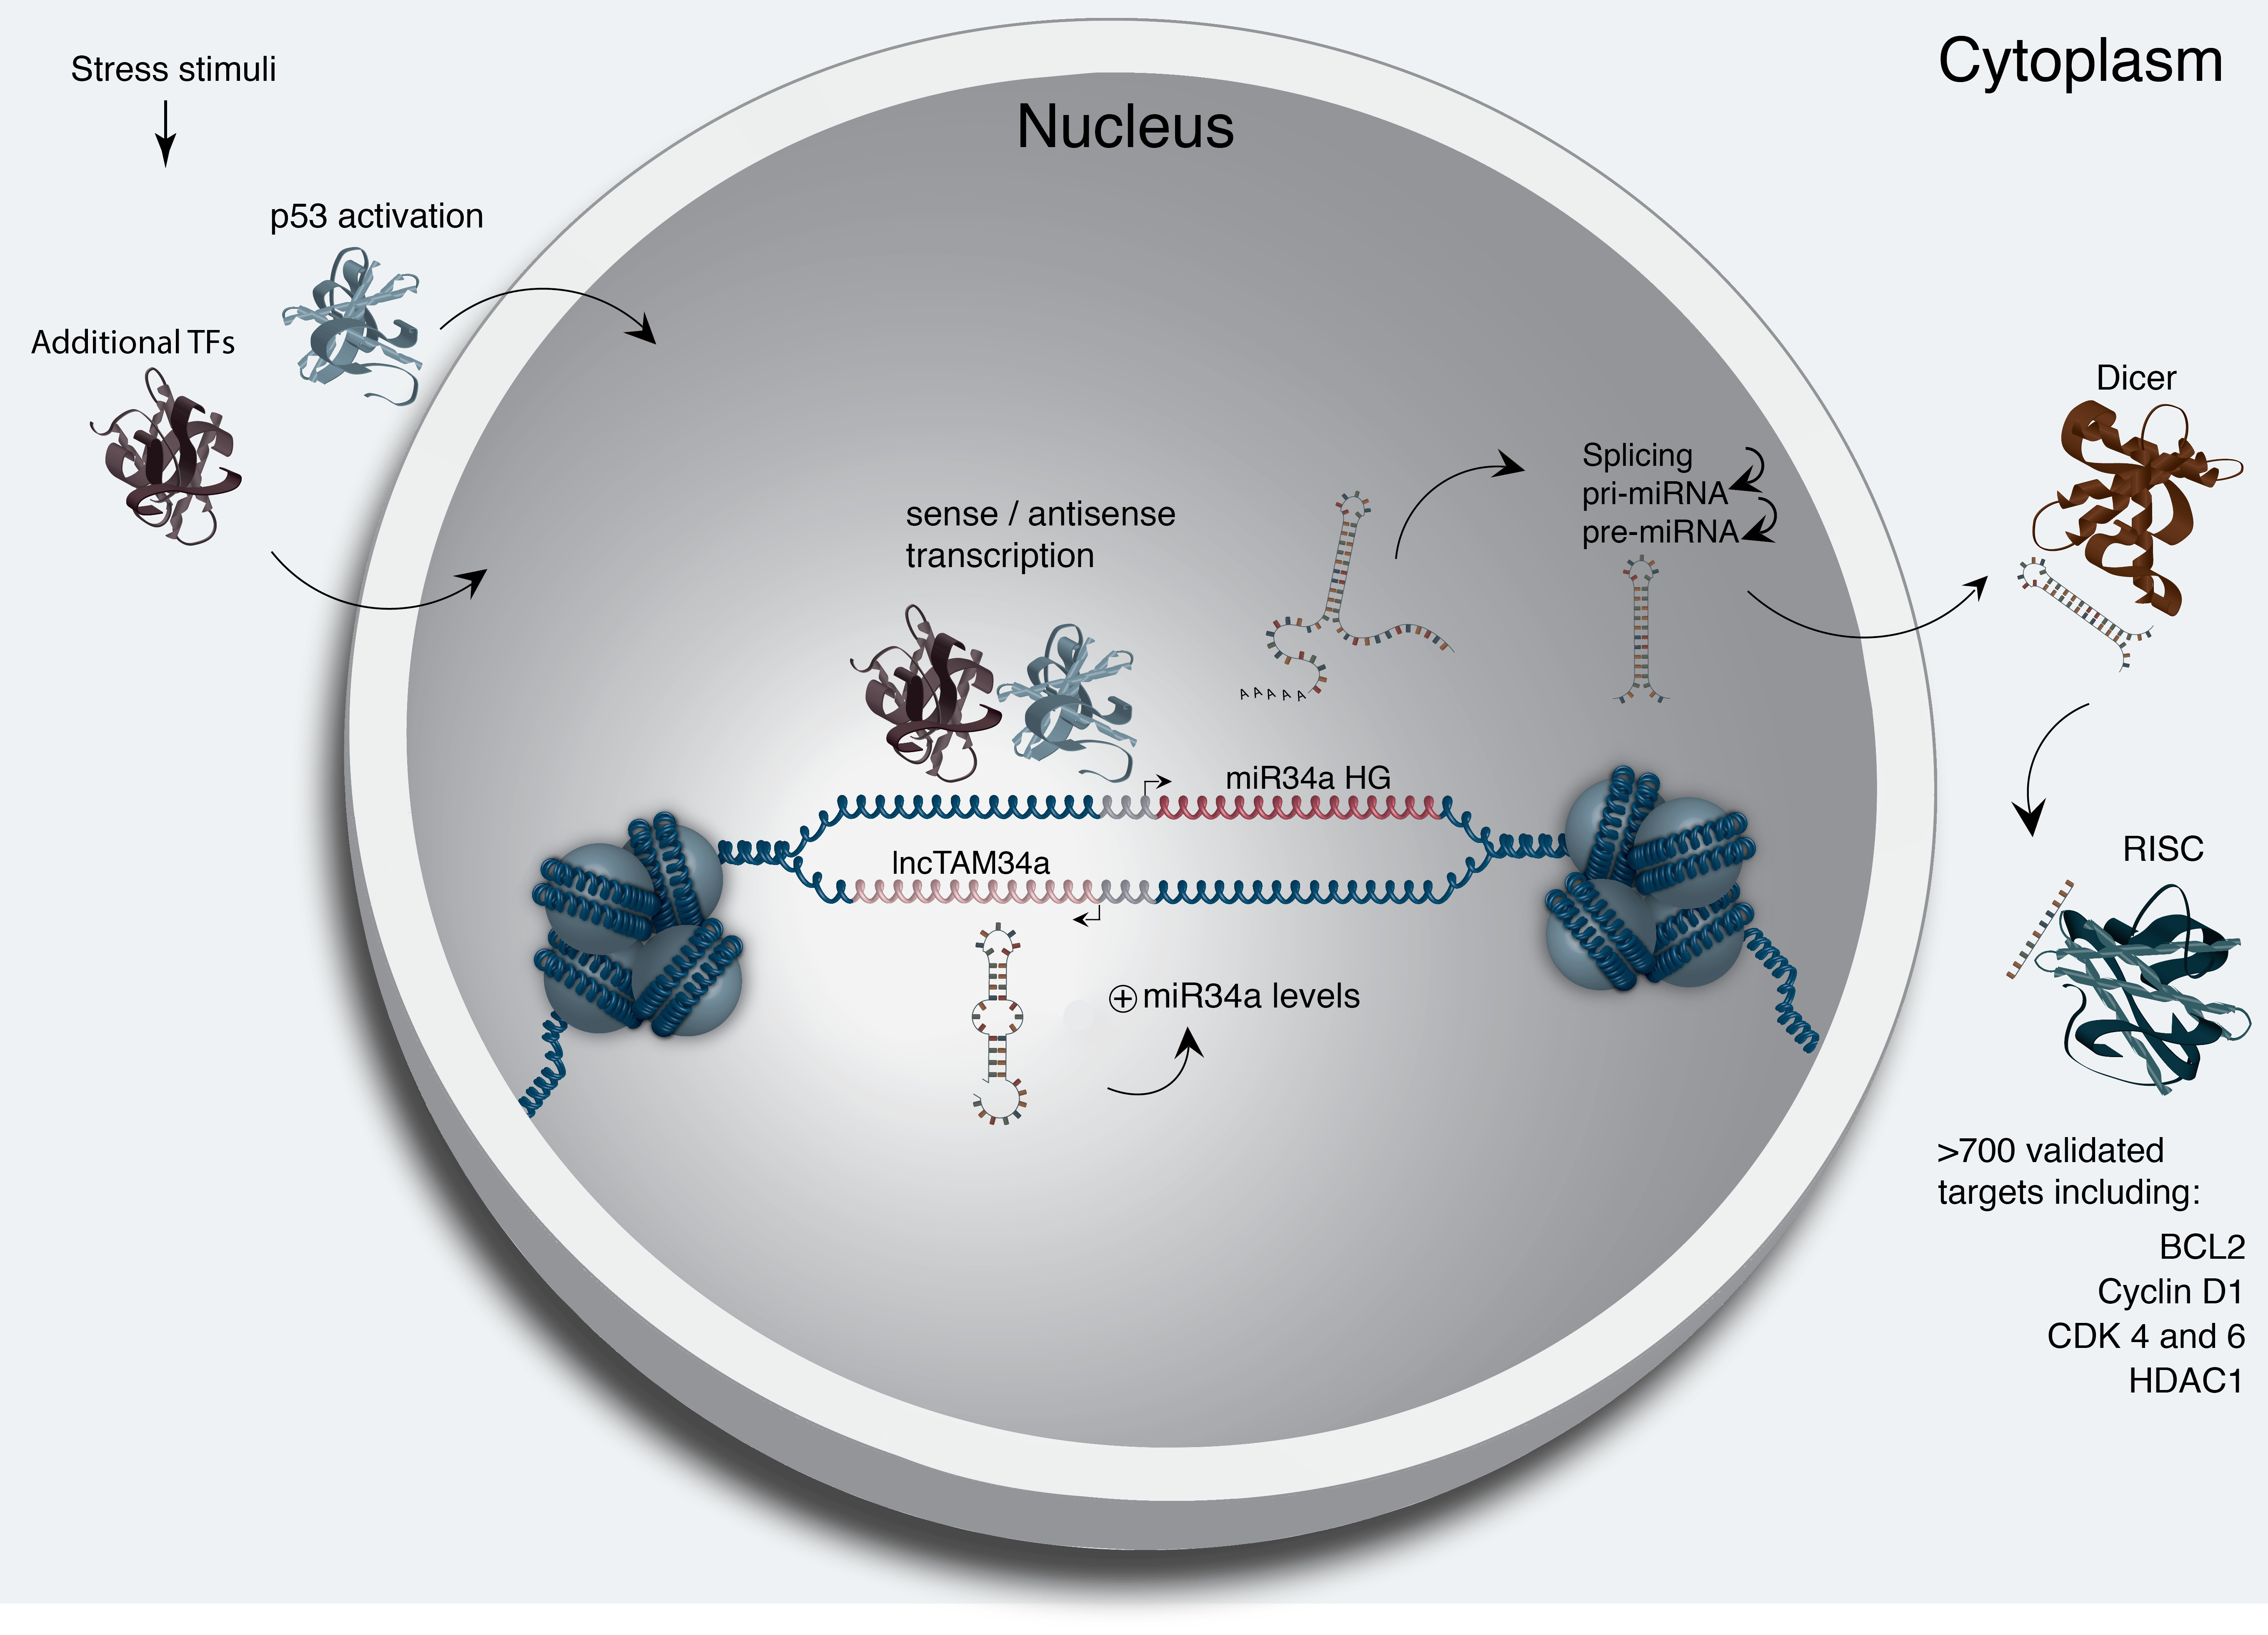 Stress stimuli
p53 activation
Additional TFs
Nucleus
Cytoplasm
sense / antisense
transcription
AAAAA
Splicing
pri-miRNA
pre-miRNA
Dicer
miR34a HG
lncTAM34a
⊕ miR34a levels
RISC
>700 validated
targets including:
BCL2
Cyclin D1
CDK 4 and 6
HDAC1